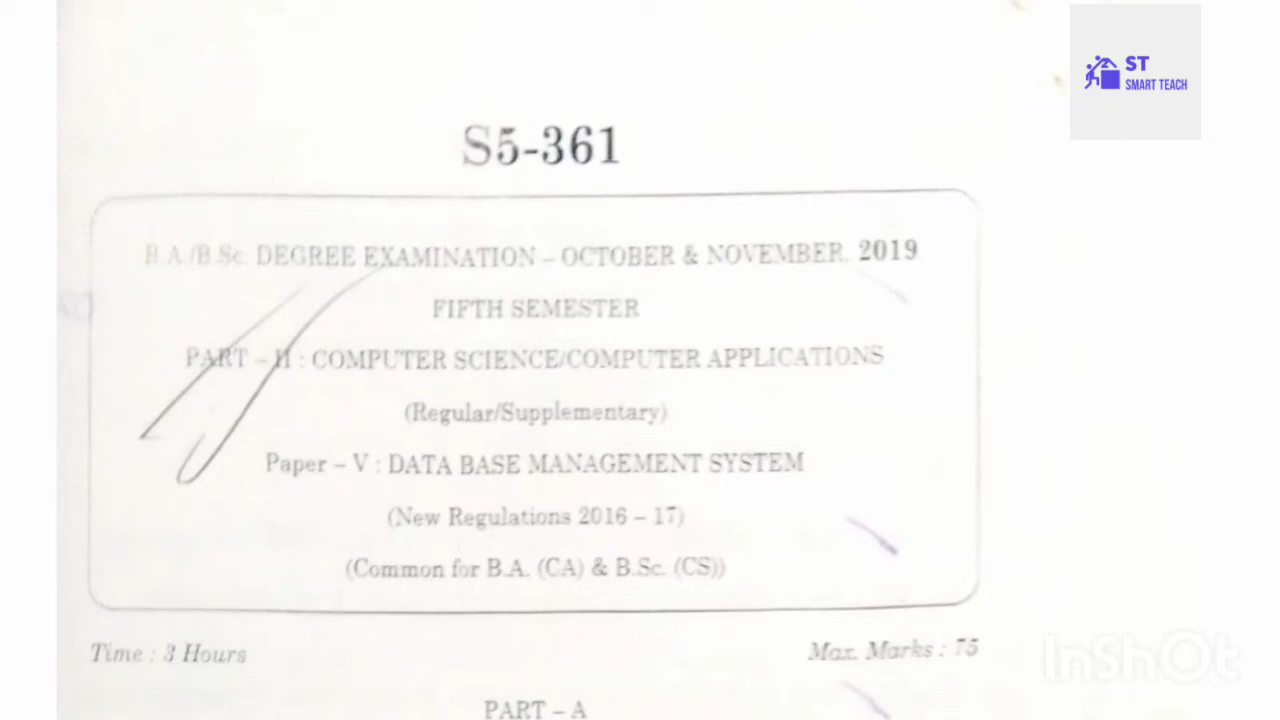 ST
SMART TEACH
S5-361
B.A./B.Sc. DEGREE EXAMINATION – OCTOBER & NOVEMBER, 2019
FIFTH SEMESTER
PART – II : COMPUTER SCIENCE/COMPUTER APPLICATIONS
(Regular/Supplementary)
Paper – V : DATA BASE MANAGEMENT SYSTEM
(New Regulations 2016 – 17)
(Common for B.A. (CA) & B.Sc. (CS))
Time : 3 Hours
Max. Marks : 75
InShOt
PART – A